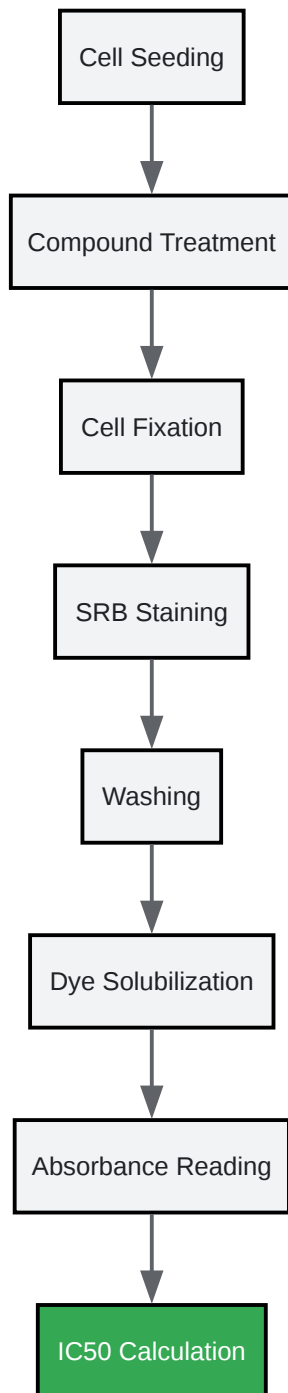 Cell Seeding
Compound Treatment
Cell Fixation
SRB Staining
Washing
Dye Solubilization
Absorbance Reading
IC50 Calculation